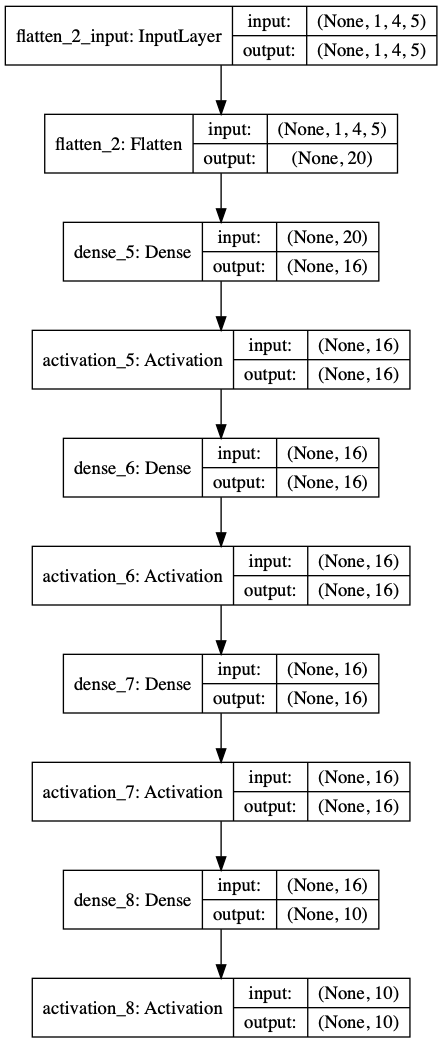 flatten_2_input: InputLayer
input: (None, 1, 4, 5)
output: (None, 1, 4, 5)
flatten_2: Flatten
input: (None, 1, 4, 5)
output: (None, 20)
dense_5: Dense
input: (None, 20)
output: (None, 16)
activation_5: Activation
input: (None, 16)
output: (None, 16)
dense_6: Dense
input: (None, 16)
output: (None, 16)
activation_6: Activation
input: (None, 16)
output: (None, 16)
dense_7: Dense
input: (None, 16)
output: (None, 16)
activation_7: Activation
input: (None, 16)
output: (None, 16)
dense_8: Dense
input: (None, 16)
output: (None, 10)
activation_8: Activation
input: (None, 10)
output: (None, 10)